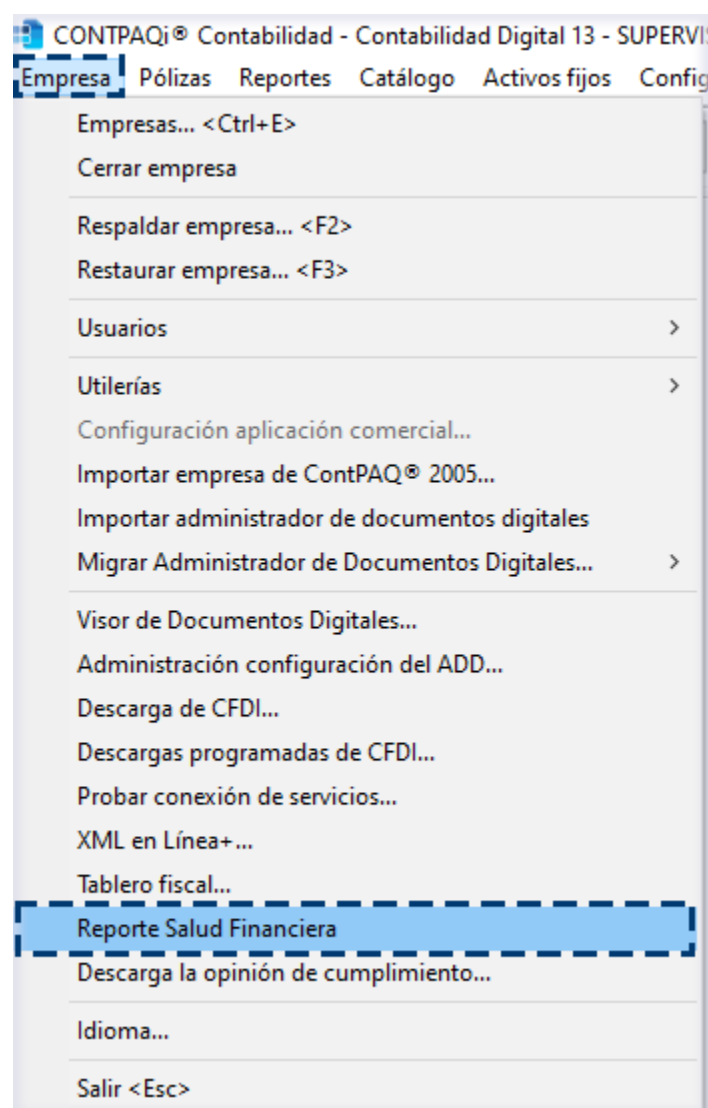 CONTPAQi® Contabilidad - Contabilidad Digital 13 -
Empresa Pólizas Reportes Catálogo Activos fijos
Empresas... <Ctrl+E>
Cerrar empresa
Respaldar empresa... <F2>
Restaurar empresa... <F3>
Usuarios
Utilerías
Configuración aplicación comercial...
Importar empresa de ContPAQ® 2005...
Importar administrador de documentos digitales
Migrar Administrador de Documentos Digitales...
Visor de Documentos Digitales...
Administración configuración del ADD...
Descarga de CFDI...
Descargas programadas de CFDI...
Probar conexión de servicios...
XML en Línea+...
Tablero fiscal...
Reporte Salud Financiera
Descarga la opinión de cumplimiento...
Idioma...
Salir <Esc>